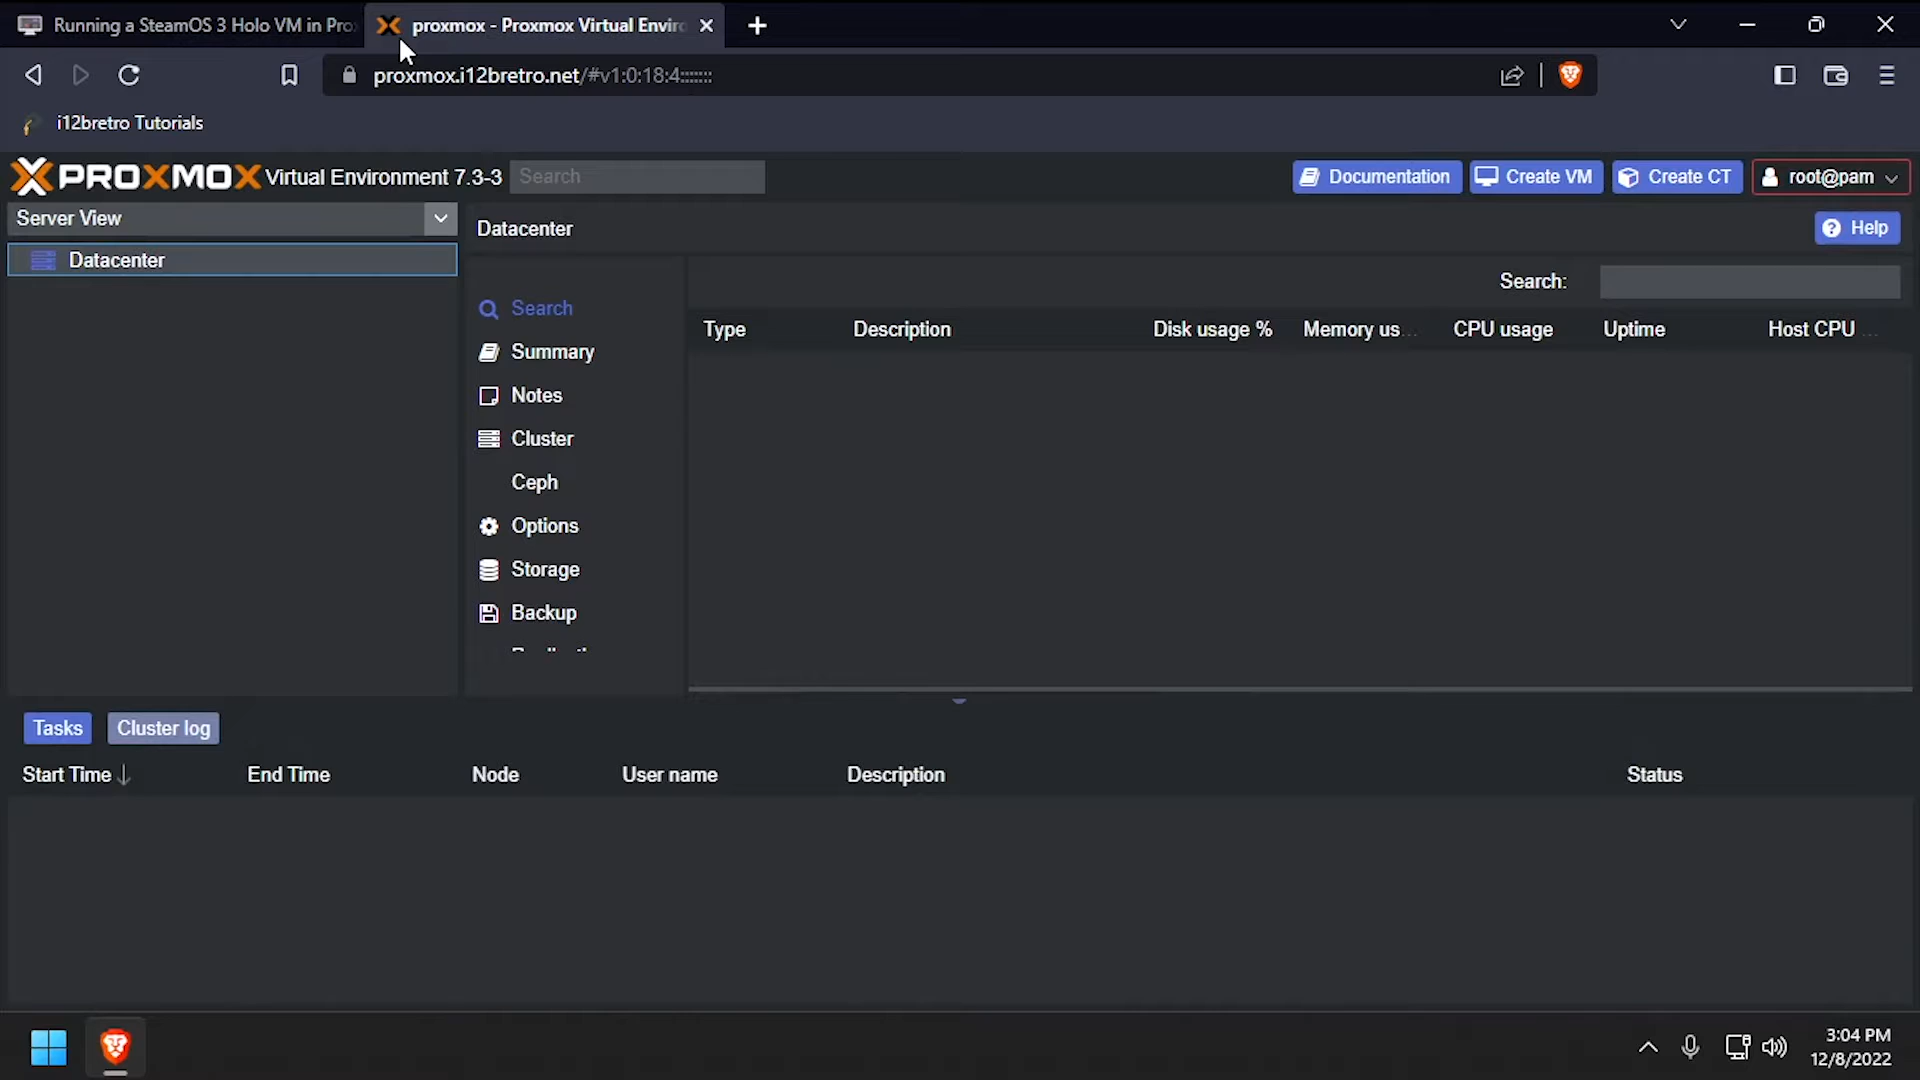 Running a SteamOS 3 Holo VM in Pro
proxmox - Proxmox Virtual Enviro
proxmox.i12bretro.net/#v1:0:18:4:::::::
i12bretro Tutorials
PROXMOX Virtual Environment 7.3-3
Search
Documentation
Create VM
Create CT
root@pam
Server View
Datacenter
Help
Datacenter
Search:
Search
Type Description Disk usage % Memory us... CPU usage Uptime Host CPU ...
Summary
Notes
Cluster
Ceph
Options
Storage
Backup
Tasks
Cluster log
Start Time End Time Node User name Description Status
3:04 PM
12/8/2022